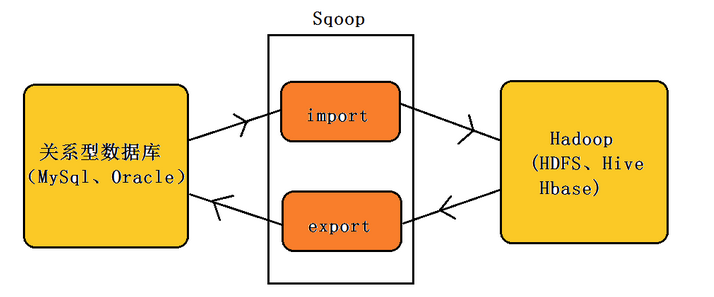 Sqoop
关系型数据库
（MySql、Oracle）
import
export
Hadoop
(HDFS、Hive
Hbase)